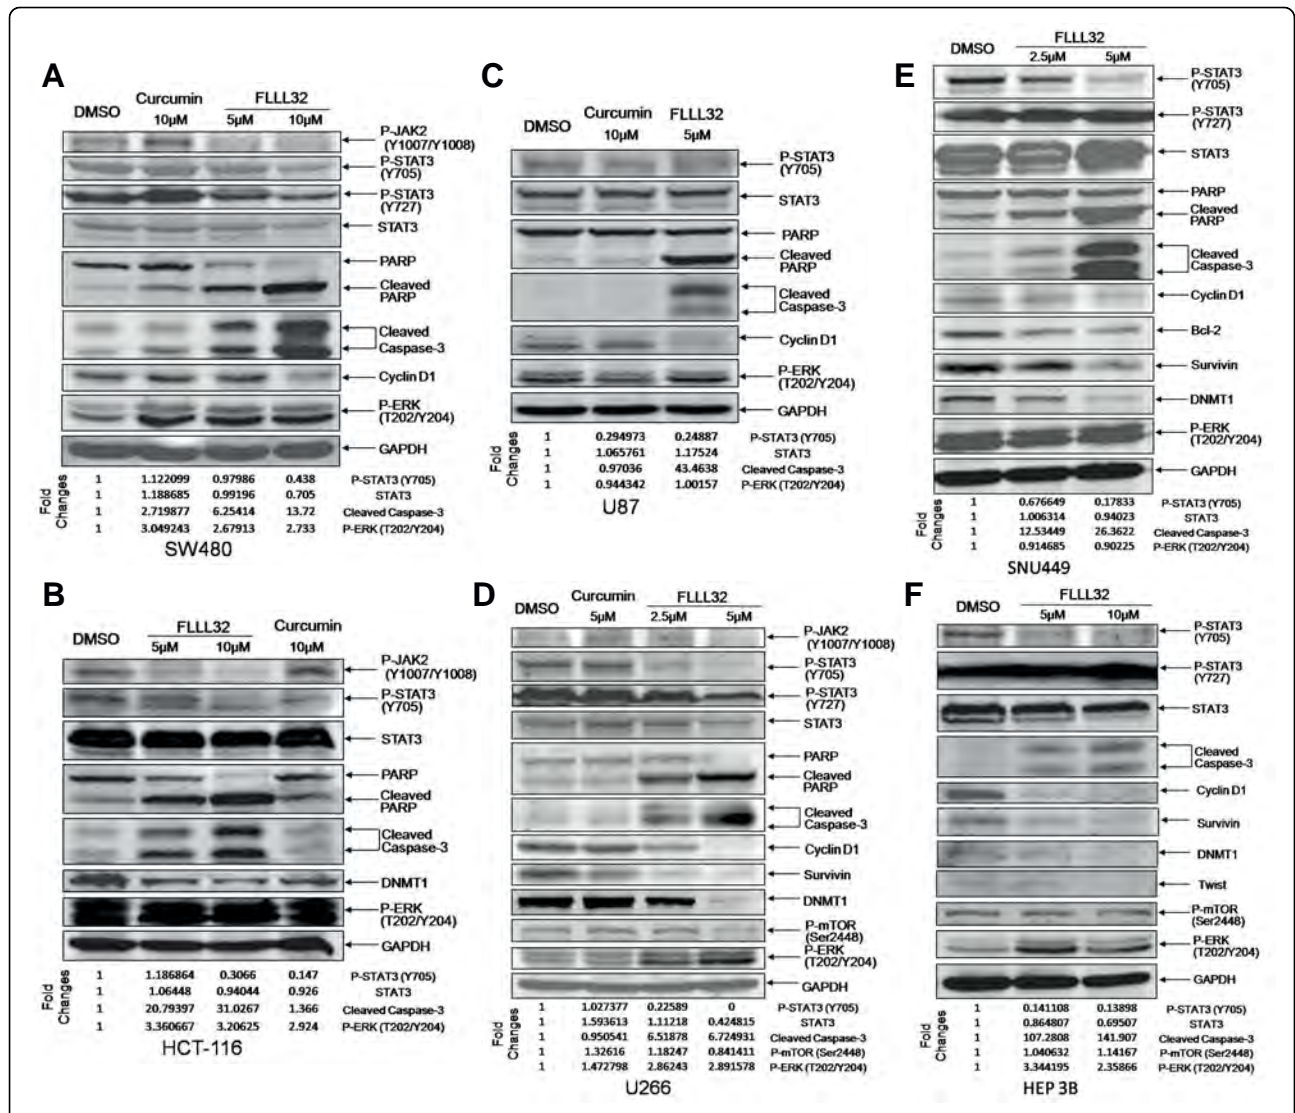 A
DMSO
Curcumin
10µM
FLLL32
5µM 10µM
P-JAK2
(Y1007/Y1008)
P-STAT3
(Y705)
P-STAT3
(Y727)
STAT3
PARP
Cleaved
PARP
Cleaved
Caspase-3
Cyclin D1
P-ERK
(T202/Y204)
GAPDH
Fold Changes
1 1.122099 0.97986 0.438 P-STAT3 (Y705)
1 1.188685 0.99196 0.705 STAT3
1 2.719877 6.25414 13.72 Cleaved Caspase-3
1 3.049243 2.67913 2.733 P-ERK (T202/Y204)
SW480
B
DMSO
FLLL32
5µM 10µM
Curcumin
10µM
P-JAK2
(Y1007/Y1008)
P-STAT3
(Y705)
STAT3
PARP
Cleaved
PARP
Cleaved
Caspase-3
DNMT1
P-ERK
(T202/Y204)
GAPDH
Fold Changes
1 1.186864 0.3066 0.147 P-STAT3 (Y705)
1 1.06448 0.94044 0.926 STAT3
1 20.79397 31.0267 1.366 Cleaved Caspase-3
1 3.360667 3.20625 2.924 P-ERK (T202/Y204)
HCT-116
C
DMSO
Curcumin
10µM
FLLL32
5µM
P-STAT3
(Y705)
STAT3
PARP
Cleaved
PARP
Cleaved
Caspase-3
Cyclin D1
P-ERK
(T202/Y204)
GAPDH
Fold Changes
1 0.294973 0.24887 P-STAT3 (Y705)
1 1.065761 1.17524 STAT3
1 0.97036 43.4638 Cleaved Caspase-3
1 0.944342 1.00157 P-ERK (T202/Y204)
U87
D
DMSO
Curcumin
5µM
FLLL32
2.5µM 5µM
P-JAK2
(Y1007/Y1008)
P-STAT3
(Y705)
P-STAT3
(Y727)
STAT3
PARP
Cleaved
PARP
Cleaved
Caspase-3
Cyclin D1
Survivin
DNMT1
P-mTOR
(Ser2448)
P-ERK
(T202/Y204)
GAPDH
Fold Changes
1 1.027377 0.22589 0 P-STAT3 (Y705)
1 1.593613 1.11218 0.424815 STAT3
1 0.950541 6.51878 6.724931 Cleaved Caspase-3
1 1.32616 1.18247 0.841411 P-mTOR (Ser2448)
1 1.472798 2.86243 2.891578 P-ERK (T202/Y204)
U266
E
DMSO
FLLL32
2.5µM 5µM
P-STAT3
(Y705)
P-STAT3
(Y727)
STAT3
PARP
Cleaved
PARP
Cleaved
Caspase-3
Cyclin D1
Bcl-2
Survivin
DNMT1
P-ERK
(T202/Y204)
GAPDH
Fold Changes
1 0.676649 0.17833 P-STAT3 (Y705)
1 1.006314 0.94023 STAT3
1 12.53449 26.3622 Cleaved Caspase-3
1 0.914685 0.90225 P-ERK (T202/Y204)
SNU449
F
DMSO
FLLL32
5µM 10µM
P-STAT3
(Y705)
P-STAT3
(Y727)
STAT3
Cleaved
Caspase-3
Cyclin D1
Survivin
DNMT1
Twist
P-mTOR
(Ser2448)
P-ERK
(T202/Y204)
GAPDH
Fold Changes
1 0.141108 0.13898 P-STAT3 (Y705)
1 0.864807 0.69507 STAT3
1 107.2808 141.907 Cleaved Caspase-3
1 1.040632 1.14167 P-mTOR (Ser2448)
1 3.344195 2.35866 P-ERK (T202/Y204)
HEP 3B